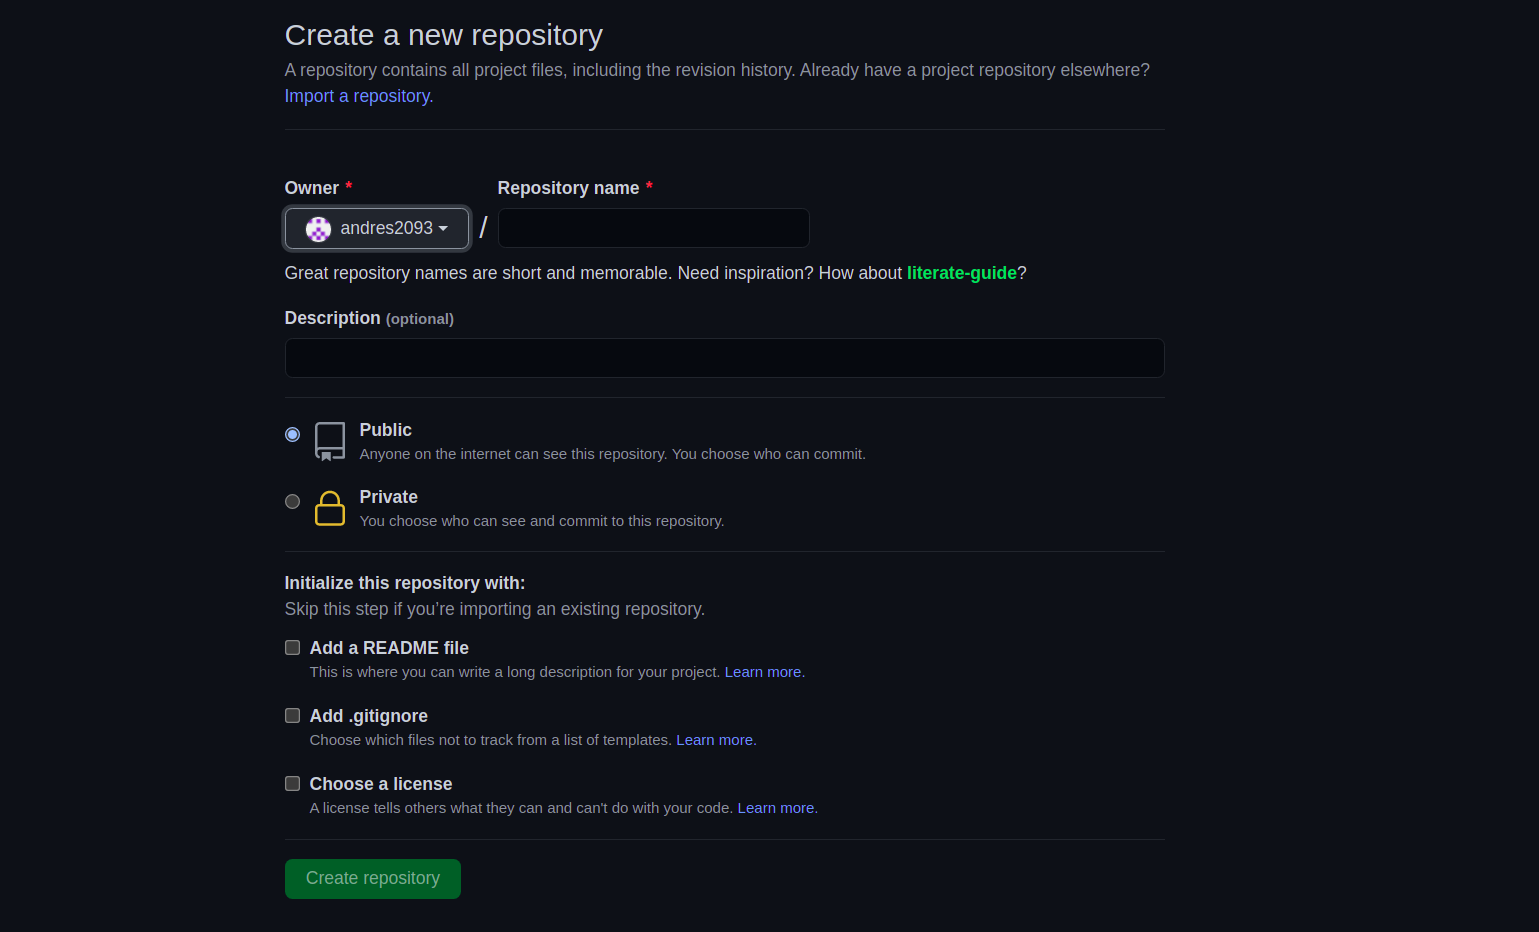 Create a new repository
A repository contains all project files, including the revision history. Already have a project repository elsewhere?
Import a repository.
Owner * Repository name *
andres2093 /
Great repository names are short and memorable. Need inspiration? How about literate-guide?
Description (optional)
Public
Anyone on the internet can see this repository. You choose who can commit.
Private
You choose who can see and commit to this repository.
Initialize this repository with:
Skip this step if you’re importing an existing repository.
Add a README file
This is where you can write a long description for your project. Learn more.
Add .gitignore
Choose which files not to track from a list of templates. Learn more.
Choose a license
A license tells others what they can and can't do with your code. Learn more.
Create repository